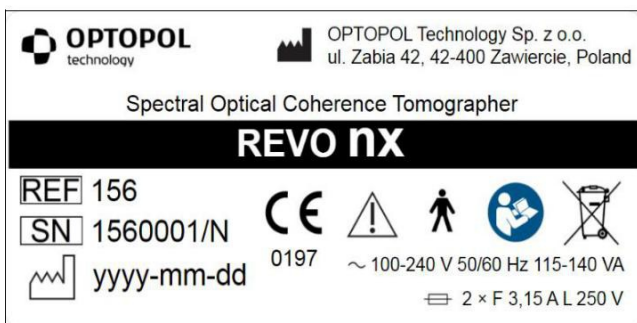 OPTOPOL
technology
OPTOPOL Technology Sp. z o.o.
ul. Zabia 42, 42-400 Zawiercie, Poland
Spectral Optical Coherence Tomographer
REVO nx
REF 156
SN 1560001/N
yyyy-mm-dd
CE
0197
~ 100-240 V 50/60 Hz 115-140 VA
2 × F 3,15 A L 250 V